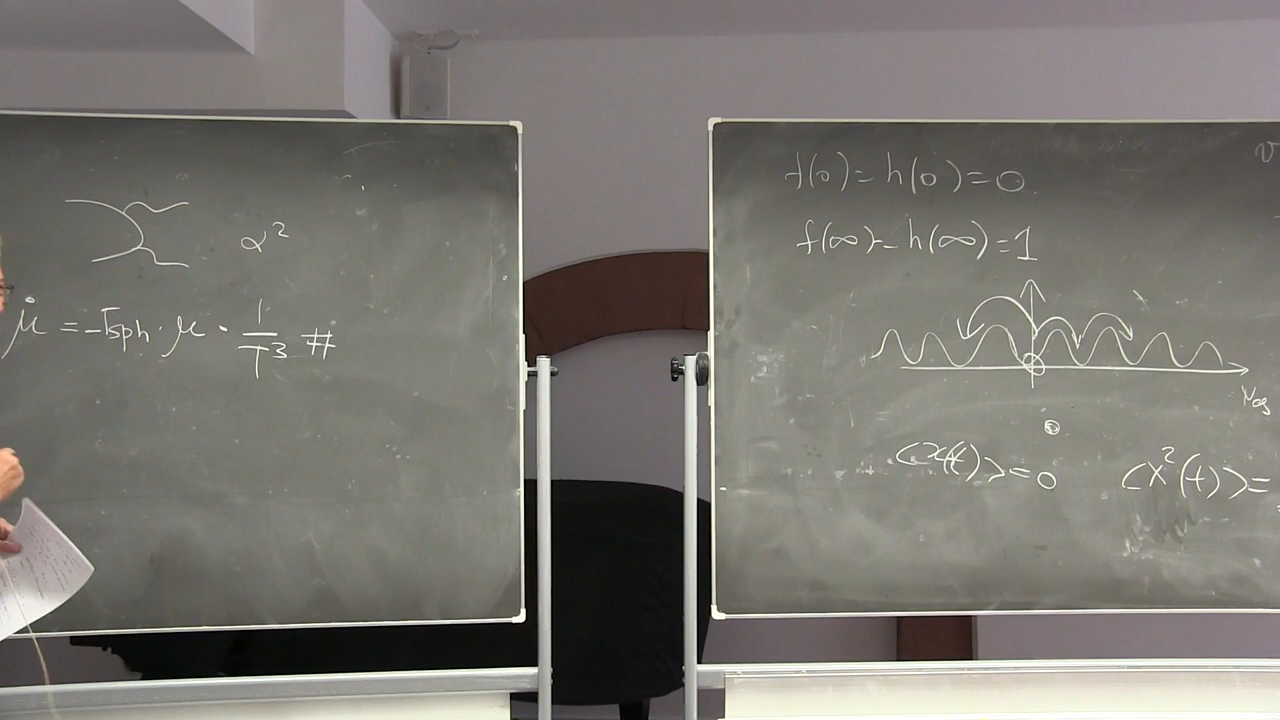 α²
μ̇ = -Γsph · μ · 1/T³ #
f(0) = h(0) = 0
f(∞) = h(∞) = 1
N_cs
⟨x(t)⟩ = 0
⟨x²(t)⟩ =